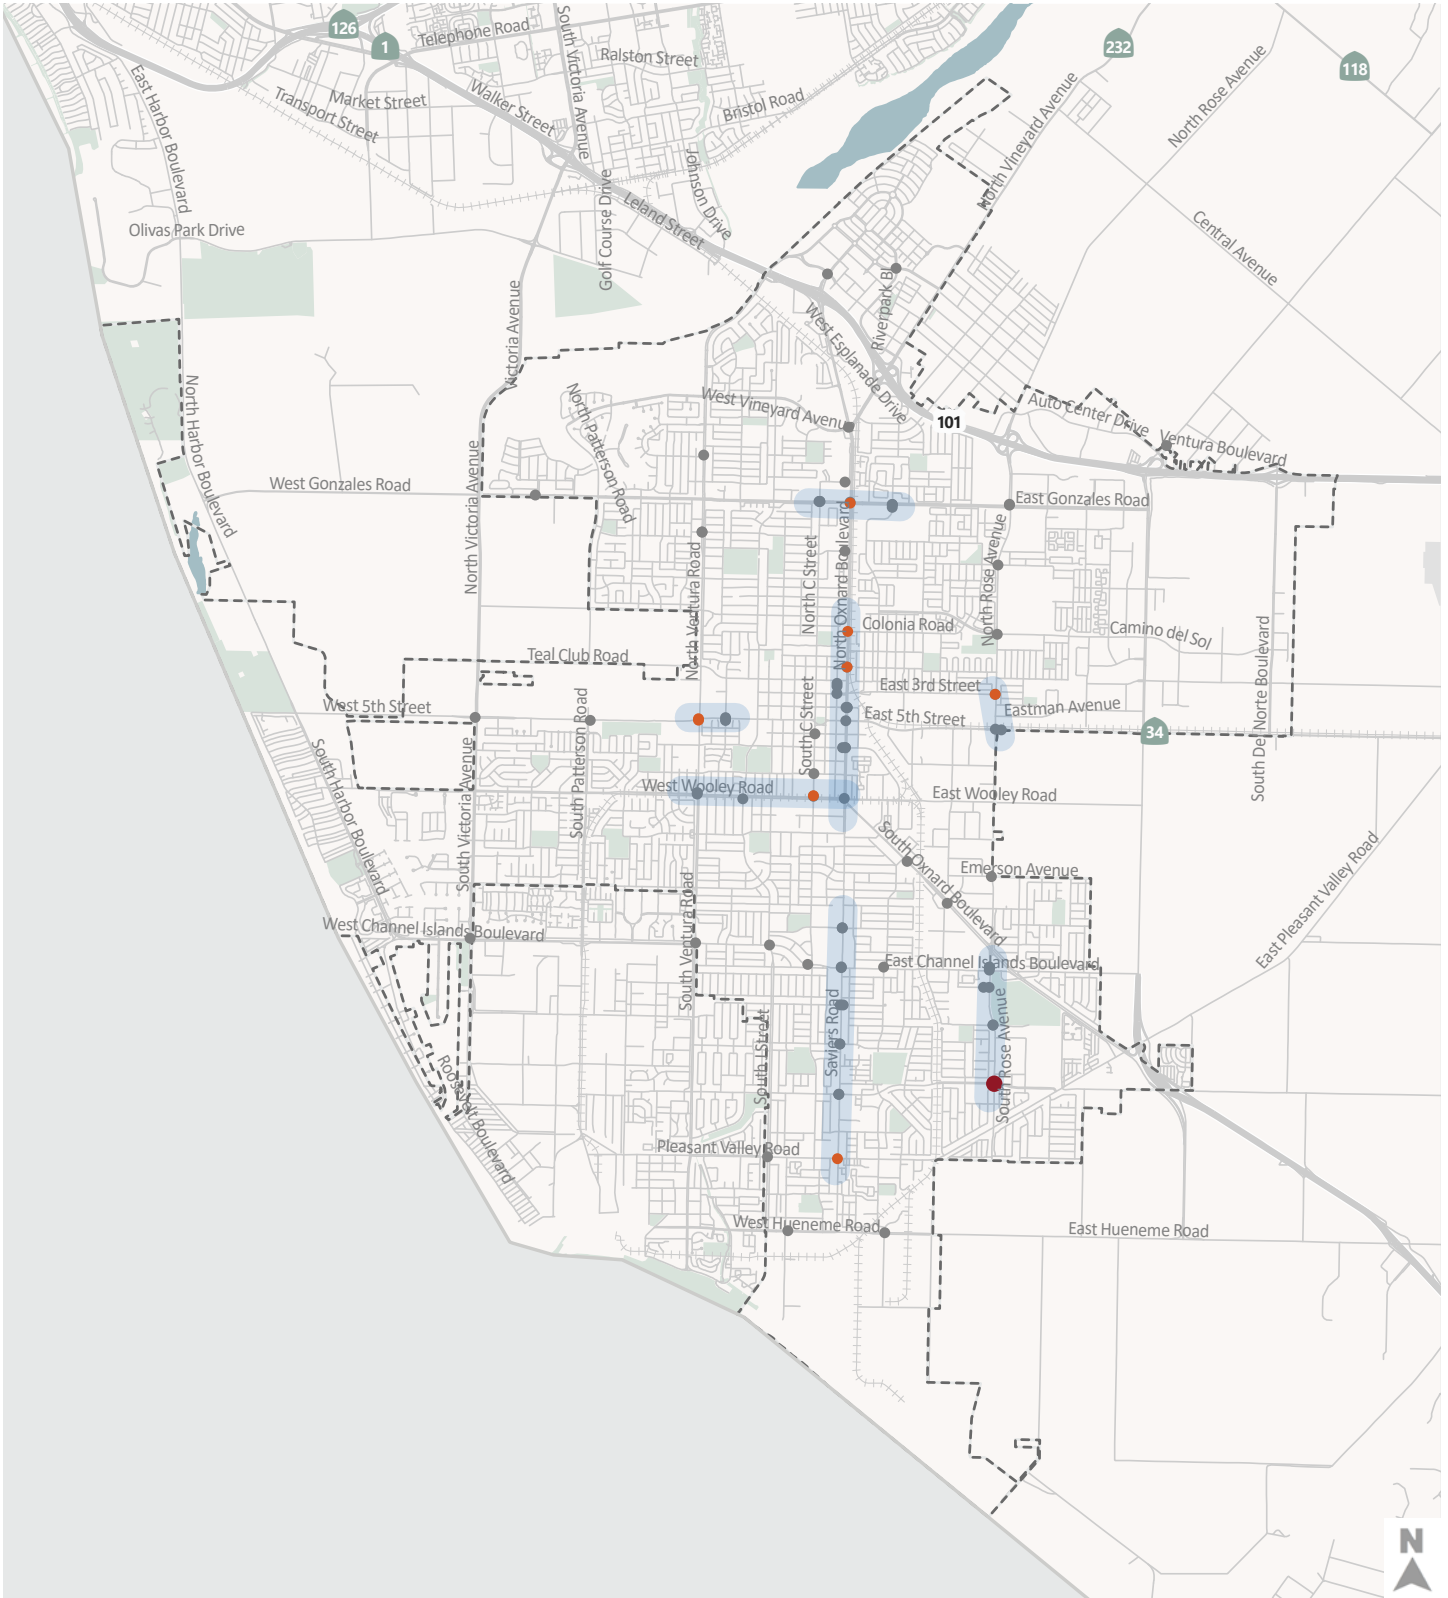 126
1
Telephone Road
South Victoria Avenue
Ralston Street
232
118
East Harbor Boulevard
Market Street
Transport Street
Walker Street
Bristol Road
North Vineyard Avenue
North Rose Avenue
Johnson Drive
Golf Course Drive
Leland Street
Olivas Park Drive
Central Avenue
Victoria Avenue
Riverpark Bl
West Esplanade Drive
North Harbor Boulevard
North Patterson Road
West Vineyard Avenu
101
Auto Center Drive
Ventura Boulevard
West Gonzales Road
North Victoria Avenue
East Gonzales Road
North Ventura Road
North C Street
North Oxnard Boulevard
North Rose Avenue
Colonia Road
Camino del Sol
Teal Club Road
South Del Norte Boulevard
East 3rd Street
West 5th Street
South Patterson Road
South C Street
East 5th Street
Eastman Avenue
34
South Harbor Boulevard
South Victoria Avenue
West Wooley Road
East Wooley Road
South Oxnard Boulevard
Emerson Avenue
East Pleasant Valley Road
South Ventura Road
West Channel Islands Boulevard
East Channel Islands Boulevard
Saviers Road
South Rose Avenue
South J Street
Roosevelt Boulevard
Pleasant Valley Road
West Hueneme Road
East Hueneme Road
N